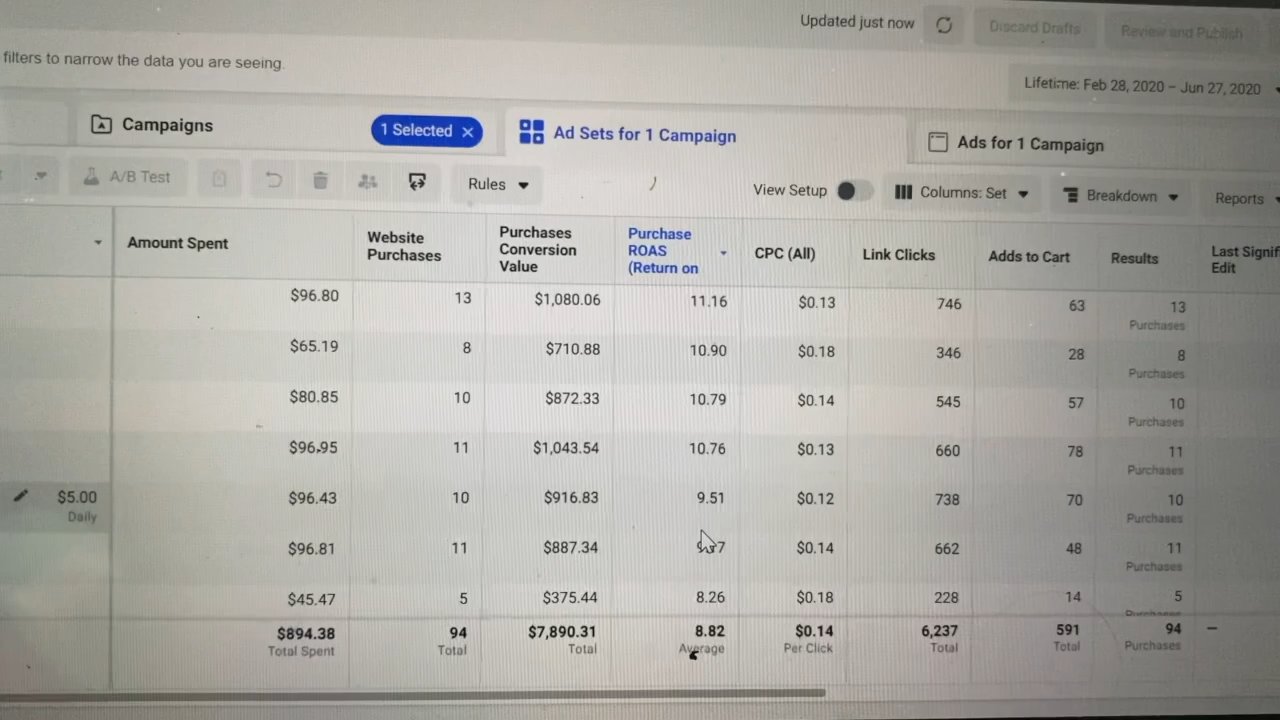 Updated just now
Discard Drafts
Review and Publish
filters to narrow the data you are seeing.
Lifetime: Feb 28, 2020 – Jun 27, 2020
Campaigns
1 Selected ×
Ad Sets for 1 Campaign
Ads for 1 Campaign
A/B Test
Rules
View Setup
Columns: Set
Breakdown
Reports
Amount Spent
Website
Purchases
Purchases
Conversion
Value
Purchase
ROAS
(Return on
CPC (All)
Link Clicks
Adds to Cart
Results
Last Signif
Edit
$96.80 13 $1,080.06 11.16 $0.13 746 63 13
Purchases
$65.19 8 $710.88 10.90 $0.18 346 28 8
Purchases
$80.85 10 $872.33 10.79 $0.14 545 57 10
Purchases
$96.95 11 $1,043.54 10.76 $0.13 660 78 11
Purchases
$5.00 $96.43 10 $916.83 9.51 $0.12 738 70 10
Daily Purchases
$96.81 11 $887.34 $0.14 662 48 11
Purchases
$45.47 5 $375.44 8.26 $0.18 228 14 5
Purchases
$894.38 94 $7,890.31 8.82 $0.14 6,237 591 94 –
Total Spent Total Total Average Per Click Total Total Purchases